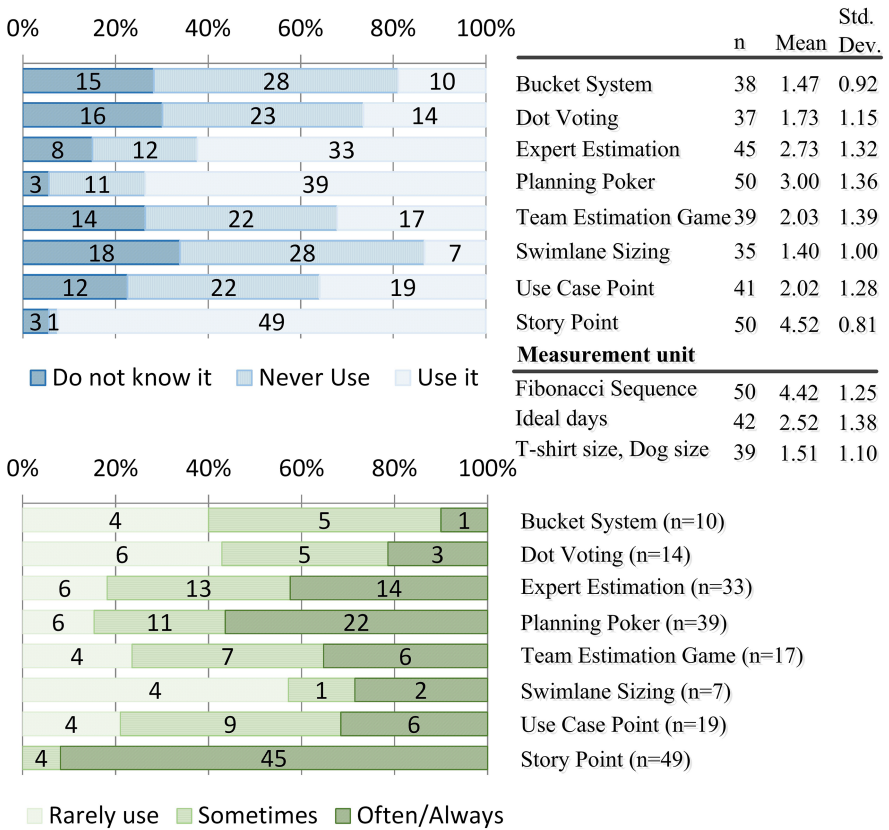 0% 20% 40% 60% 80% 100%
Std.
n Mean Dev.
15 28 10 Bucket System 38 1.47 0.92
16 23 14 Dot Voting 37 1.73 1.15
8 12 33 Expert Estimation 45 2.73 1.32
3 11 39 Planning Poker 50 3.00 1.36
14 22 17 Team Estimation Game 39 2.03 1.39
18 28 7 Swimlane Sizing 35 1.40 1.00
12 22 19 Use Case Point 41 2.02 1.28
3 1 49 Story Point 50 4.52 0.81
Measurement unit
Do not know it Never Use Use it
Fibonacci Sequence 50 4.42 1.25
Ideal days 42 2.52 1.38
T-shirt size, Dog size 39 1.51 1.10
0% 20% 40% 60% 80% 100%
4 5 1 Bucket System (n=10)
6 5 3 Dot Voting (n=14)
6 13 14 Expert Estimation (n=33)
6 11 22 Planning Poker (n=39)
4 7 6 Team Estimation Game (n=17)
4 1 2 Swimlane Sizing (n=7)
4 9 6 Use Case Point (n=19)
4 45 Story Point (n=49)
Rarely use Sometimes Often/Always